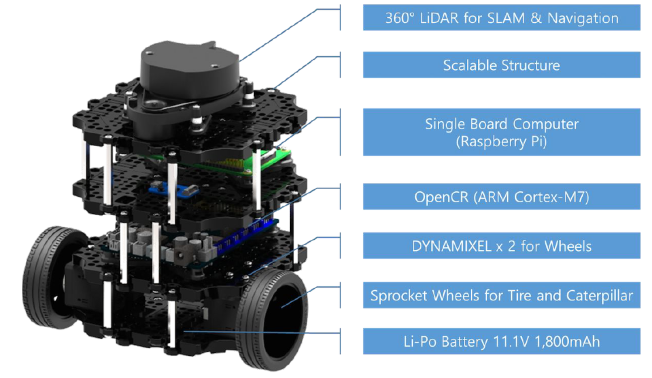 360° LiDAR for SLAM & Navigation
Scalable Structure
Single Board Computer
(Raspberry Pi)
OpenCR (ARM Cortex-M7)
DYNAMIXEL x 2 for Wheels
Sprocket Wheels for Tire and Caterpillar
Li-Po Battery 11.1V 1,800mAh